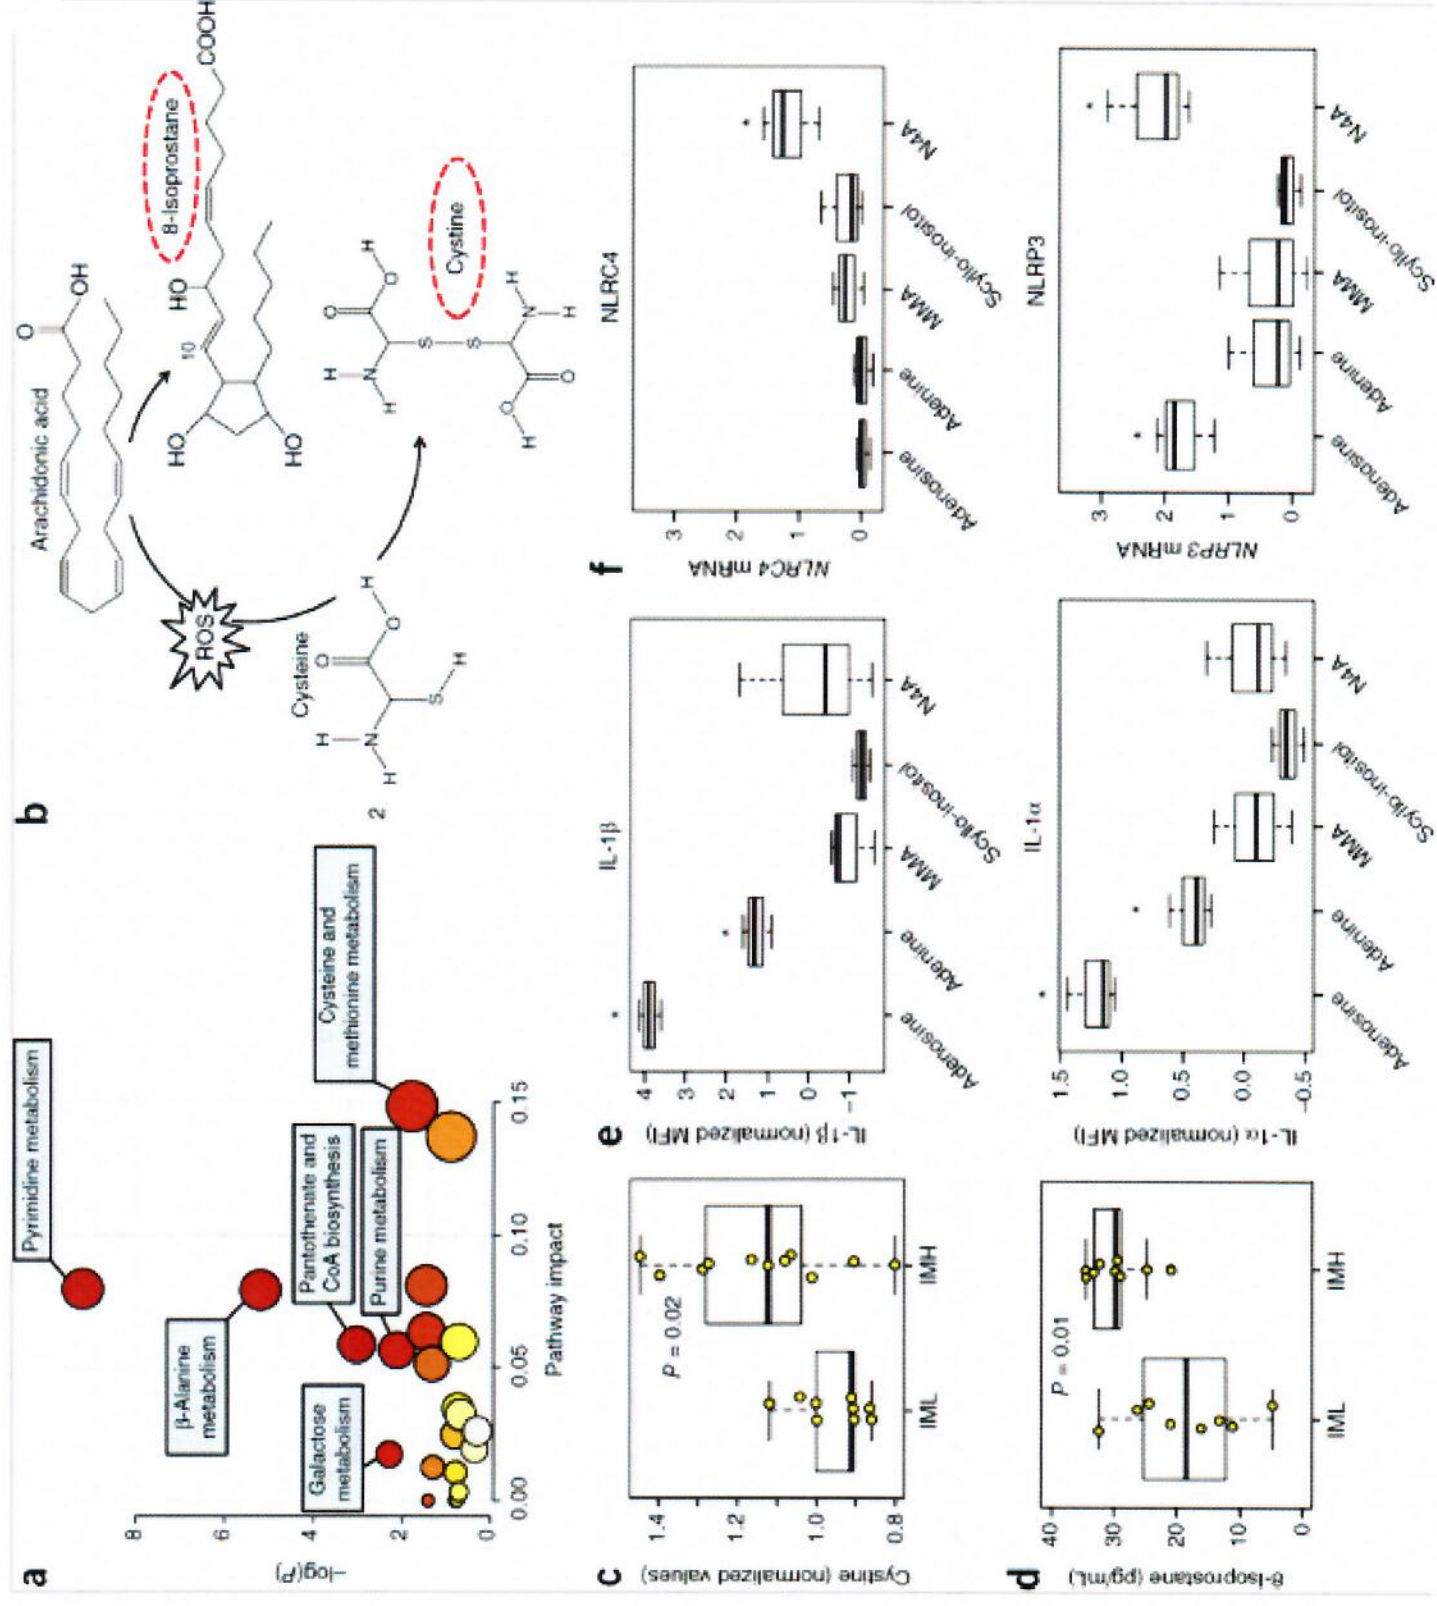 a
Pyrimidine metabolism
β-Alanine
metabolism
Pantothenate and
CoA biosynthesis
Purine metabolism
Galactose
metabolism
Cysteine and
methionine metabolism
–log(P)
8
6
4
2
0
0.00
0.05
0.10
0.15
Pathway impact
b
Arachidonic acid
O
OH
ROS
8-Isoprostane
HO
HO
HO
10
COOH
2
Cysteine
H
N
H
O
O
H
S
H
Cystine
H
N
H
O
O
H
S
S
H
N
H
O
O
H
c
Cystine (normalized values)
1.4
1.2
1.0
0.8
P = 0.02
IML
IMH
d
8-Isoprostane (pg/mL)
40
30
20
10
0
P = 0.01
IML
IMH
e
IL-1β
IL-1β (normalized MFI)
4
3
2
1
0
–1
*
*
Adenosine
Adenine
MMA
Scyllo-inositol
N4A
IL-1α
IL-1α (normalized MFI)
1.5
1.0
0.5
0.0
–0.5
*
*
Adenosine
Adenine
MMA
Scyllo-inositol
N4A
f
NLRC4
NLRC4 mRNA
3
2
1
0
*
Adenosine
Adenine
MMA
Scyllo-inositol
N4A
NLRP3
NLRP3 mRNA
3
2
1
0
*
*
Adenosine
Adenine
MMA
Scyllo-inositol
N4A